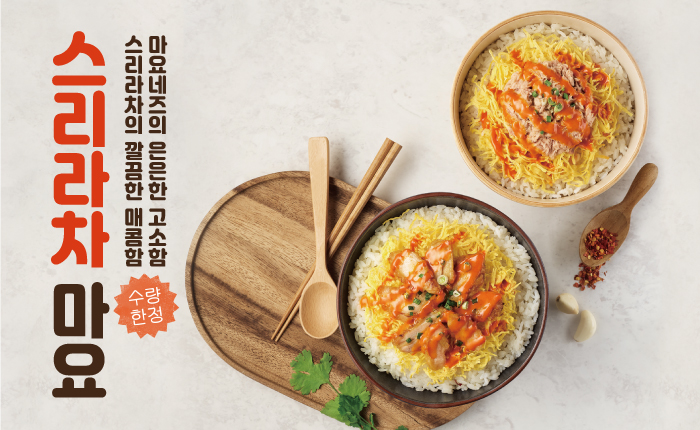 스리라차 마요
마요네즈의 은은한 고소함
스리라차의 깔끔한 매콤함
수량
한정